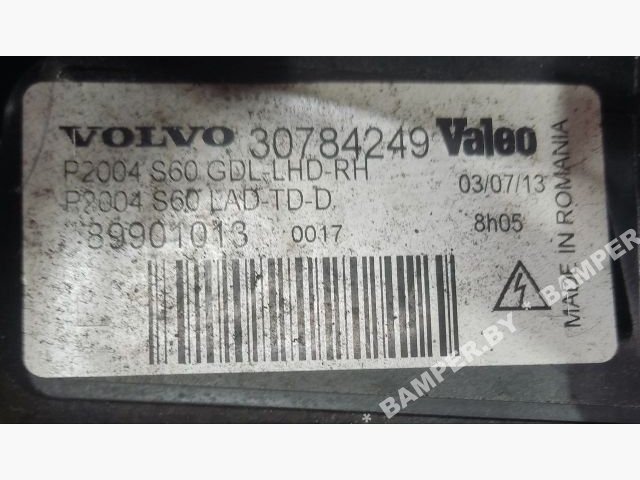 VOLVO 30784249 Valeo
P2004 S60 GDL-LHD-RH
P2004 S60 LAD-TD-D
03/07/13
89901013 0017 8h05
MADE IN ROMANIA
* BAMPER.BY * BAMPER